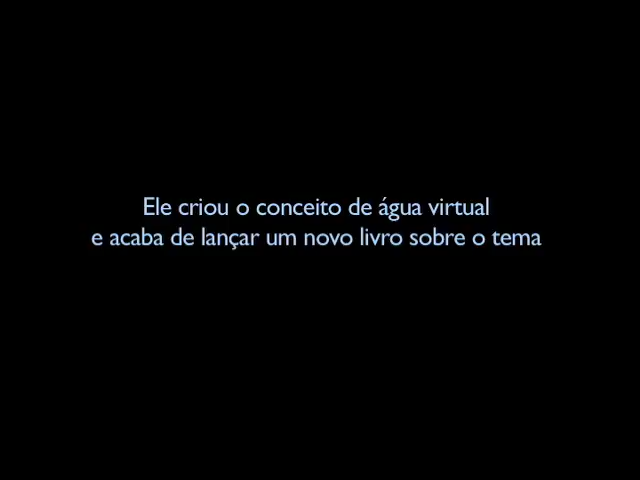 Ele criou o conceito de água virtual
e acaba de lançar um novo livro sobre o tema